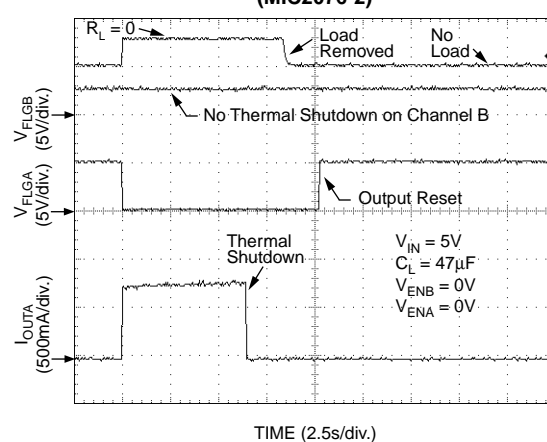 (MIC2076-2)
R_L = 0
Load
Removed
No
Load
V_FLGB
(5V/div.)
No Thermal Shutdown on Channel B
V_FLGA
(5V/div.)
Output Reset
Thermal
Shutdown
V_IN = 5V
C_L = 47µF
V_ENB = 0V
V_ENA = 0V
I_OUTA
(500mA/div.)
TIME (2.5s/div.)